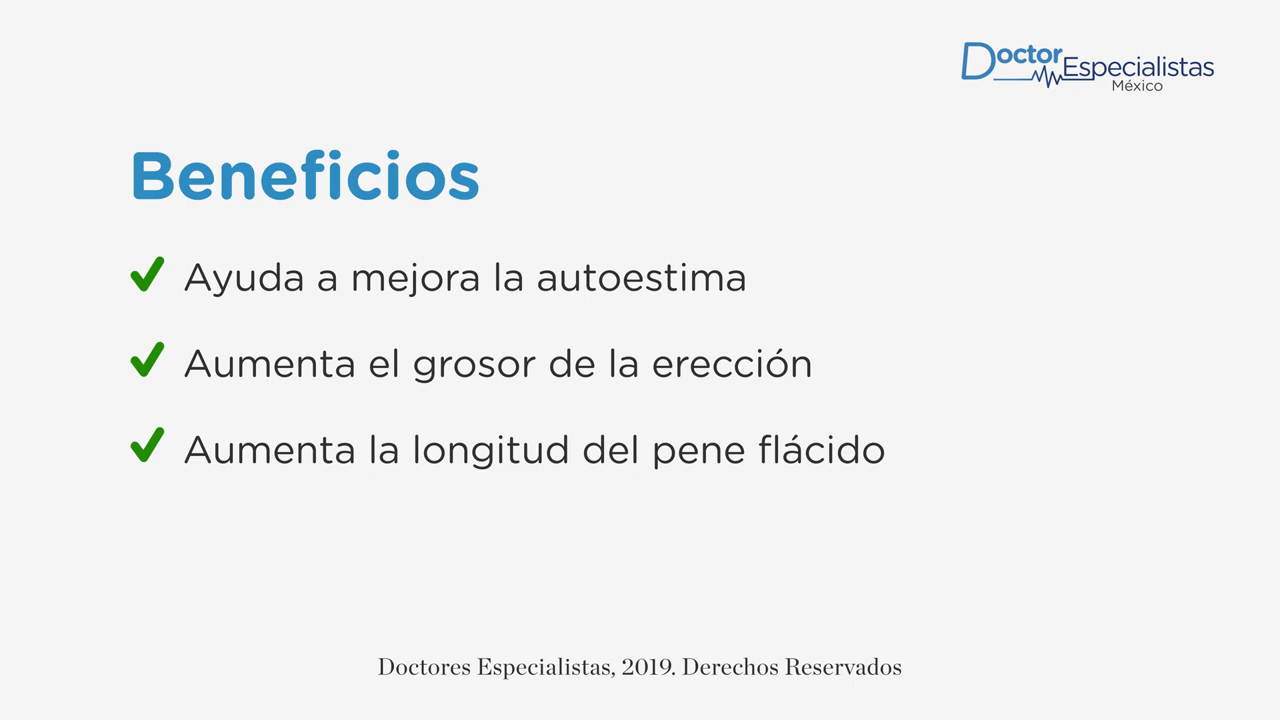 Doctor Especialistas
México
Beneficios
Ayuda a mejora la autoestima
Aumenta el grosor de la erección
Aumenta la longitud del pene flácido
Doctores Especialistas, 2019. Derechos Reservados